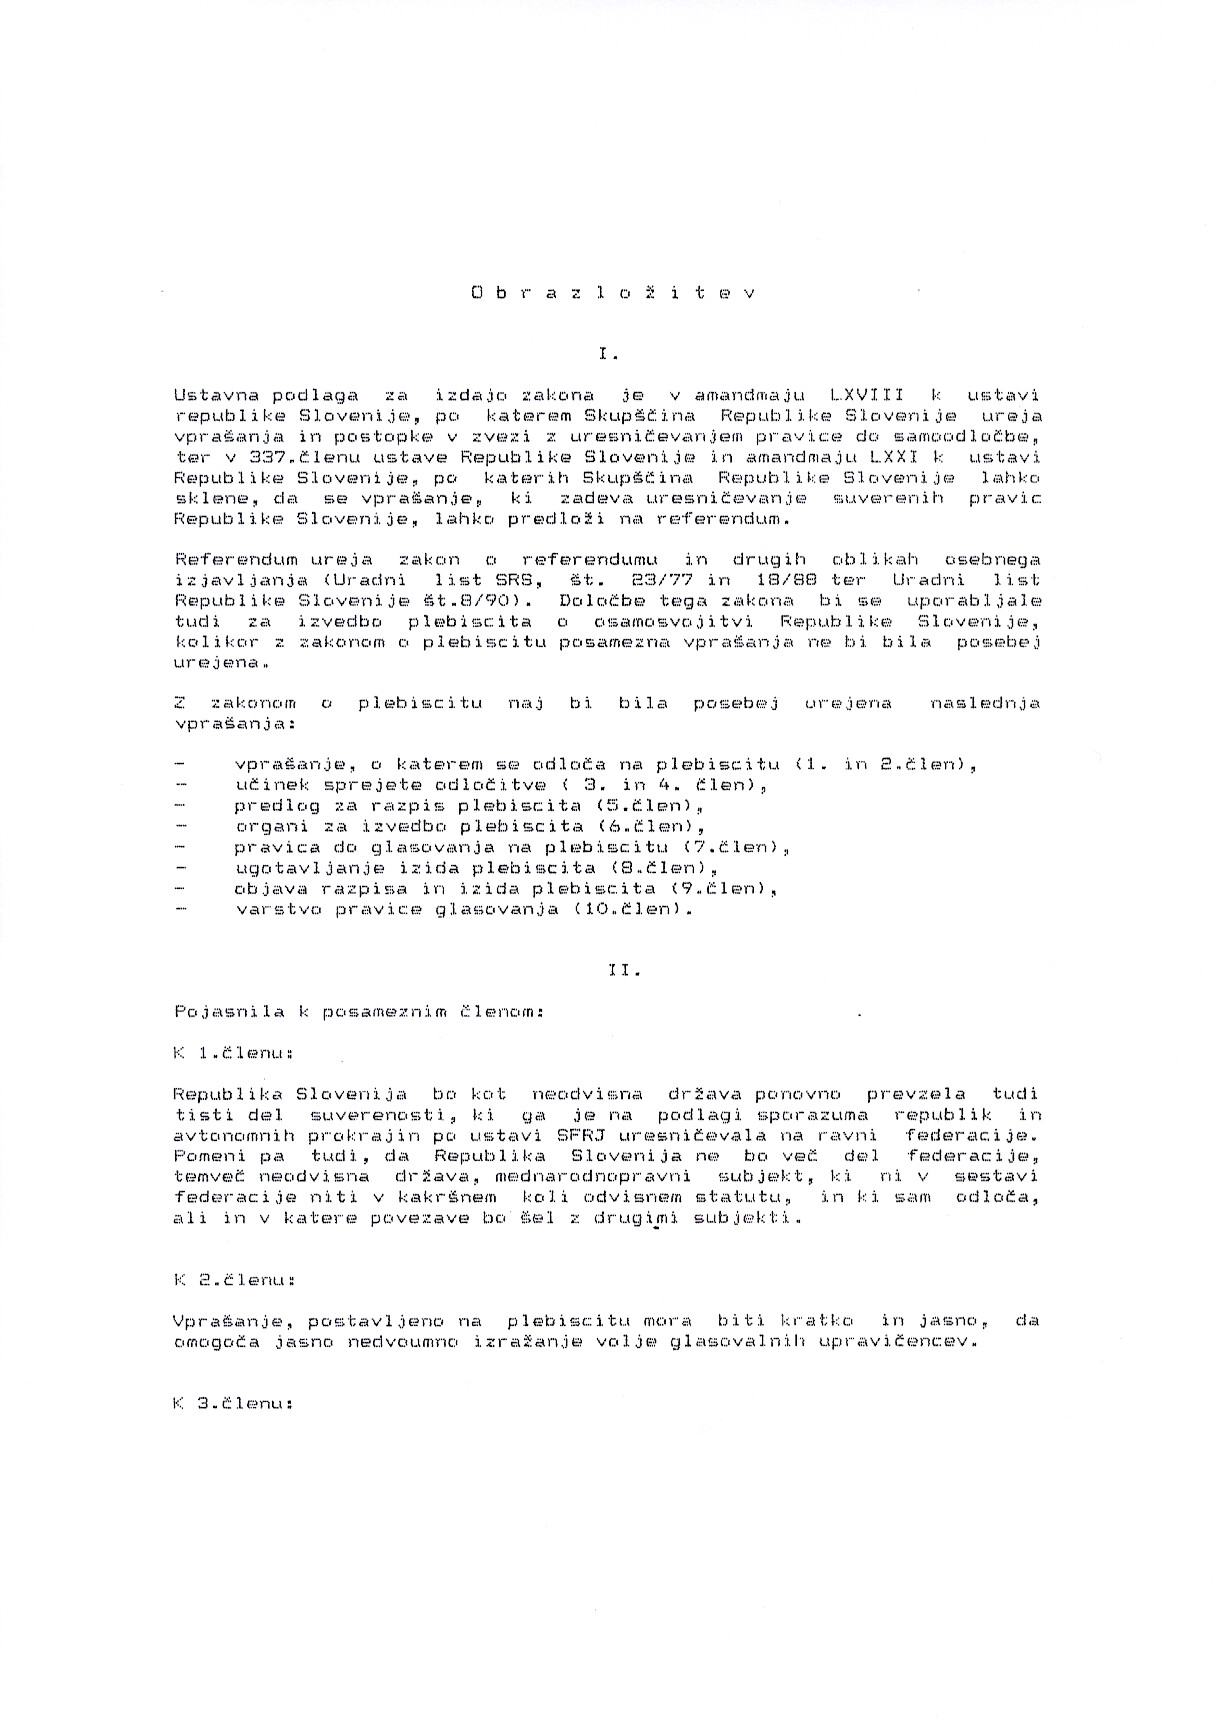 O b r a z l o ž i t e v
I.
Ustavna podlaga za izdajo zakona je v amandmaju LXVIII k ustavi
republike Slovenije, po katerem Skupščina Republike Slovenije ureja
vprašanja in postopke v zvezi z uresničevanjem pravice do samoodločbe,
ter v 337.členu ustave Republike Slovenije in amandmaju LXXI k ustavi
Republike Slovenije, po katerih Skupščina Republike Slovenije lahko
sklene, da se vprašanje, ki zadeva uresničevanje suverenih pravic
Republike Slovenije, lahko predloži na referendum.
Referendum ureja zakon o referendumu in drugih oblikah osebnega
izjavljanja (Uradni list SRS, št. 23/77 in 18/88 ter Uradni list
Republike Slovenije št.8/90). Določbe tega zakona bi se uporabljale
tudi za izvedbo plebiscita o osamosvojitvi Republike Slovenije,
kolikor z zakonom o plebiscitu posamezna vprašanja ne bi bila posebej
urejena.
Z zakonom o plebiscitu naj bi bila posebej urejena naslednja
vprašanja:
- vprašanje, o katerem se odloča na plebiscitu (1. in 2.člen),
- učinek sprejete odločitve ( 3. in 4. člen),
- predlog za razpis plebiscita (5.člen),
- organi za izvedbo plebiscita (6.člen),
- pravica do glasovanja na plebiscitu (7.člen),
- ugotavljanje izida plebiscita (8.člen),
- objava razpisa in izida plebiscita (9.člen),
- varstvo pravice glasovanja (10.člen).
II.
Pojasnila k posameznim členom:
K 1.členu:
Republika Slovenija bo kot neodvisna država ponovno prevzela tudi
tisti del suverenosti, ki ga je na podlagi sporazuma republik in
avtonomnih prokrajin po ustavi SFRJ uresničevala na ravni federacije.
Pomeni pa tudi, da Republika Slovenija ne bo več del federacije,
temveč neodvisna država, mednarodnopravni subjekt, ki ni v sestavi
federacije niti v kakršnem koli odvisnem statutu, in ki sam odloča,
ali in v katere povezave bo šel z drugimi subjekti.
K 2.členu:
Vprašanje, postavljeno na plebiscitu mora biti kratko in jasno, da
omogoča jasno nedvoumno izražanje volje glasovalnih upravičencev.
K 3.členu: